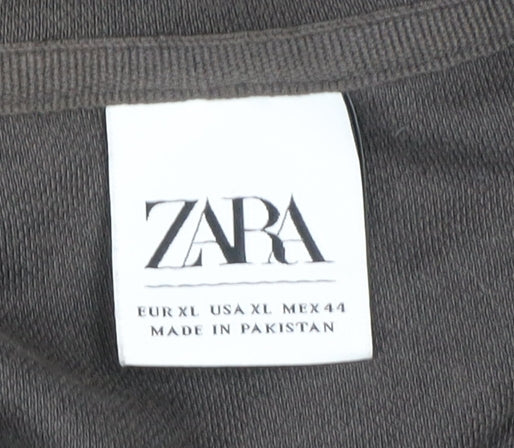 ZARA
EUR XL USA XL MEX 44
MADE IN PAKISTAN